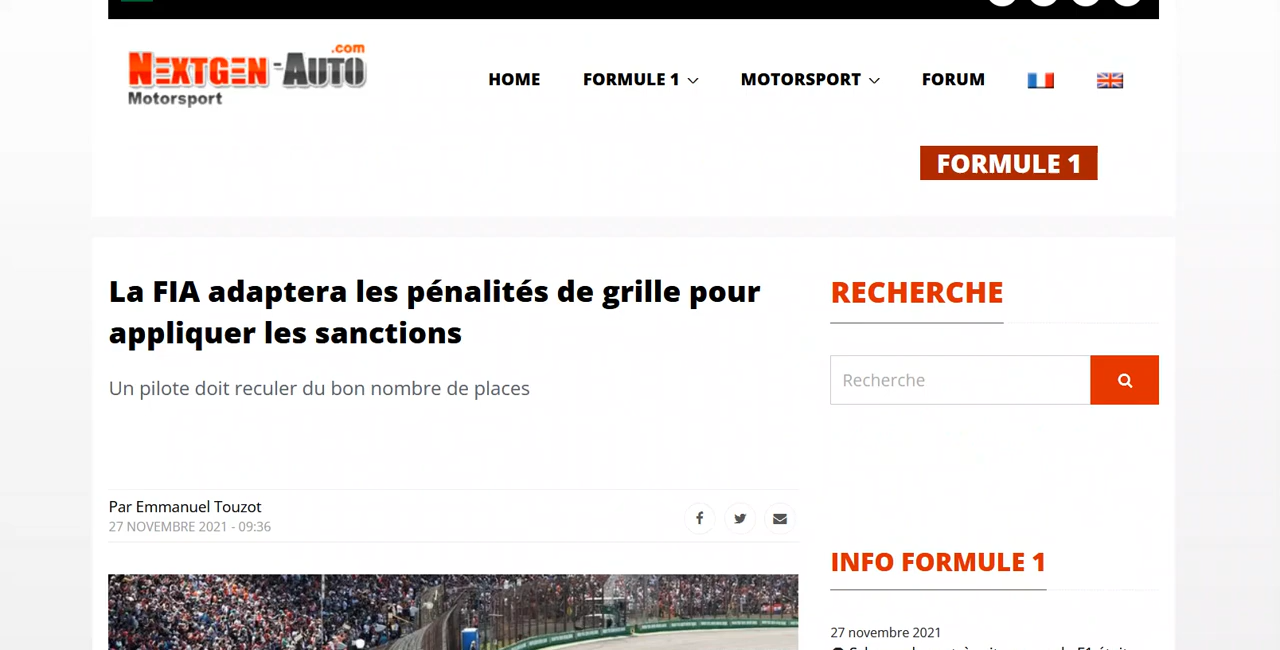 NEXTGEN-AUTO.com
Motorsport
HOME
FORMULE 1
MOTORSPORT
FORUM
FORMULE 1
La FIA adaptera les pénalités de grille pour
appliquer les sanctions
Un pilote doit reculer du bon nombre de places
Par Emmanuel Touzot
27 NOVEMBRE 2021 - 09:36
RECHERCHE
Recherche
INFO FORMULE 1
27 novembre 2021